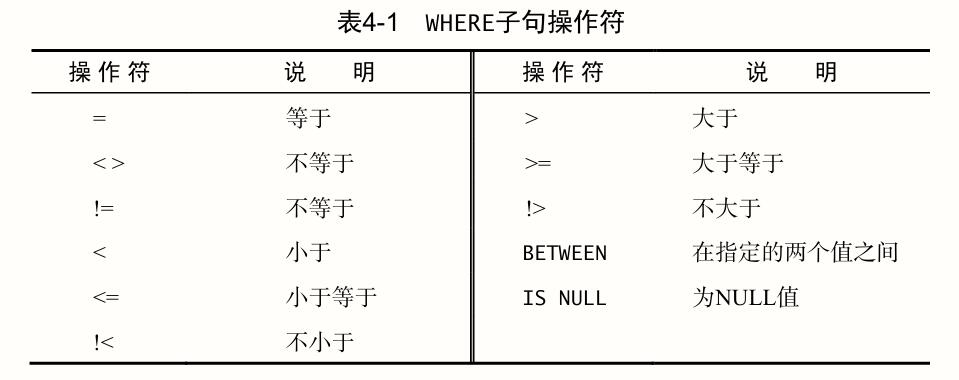 表4-1 WHERE子句操作符
操作符 说 明 操作符 说 明
= 等于 > 大于
< > 不等于 >= 大于等于
!= 不等于 !> 不大于
< 小于 BETWEEN 在指定的两个值之间
<= 小于等于 IS NULL 为NULL值
!< 不小于